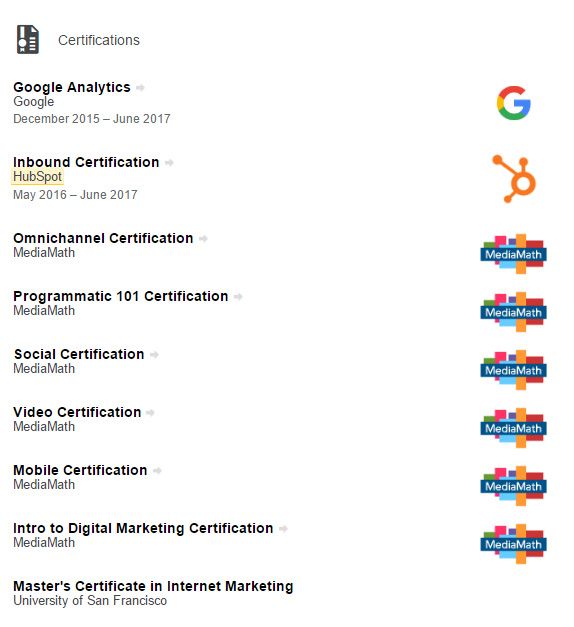 Certifications
Google Analytics
Google
December 2015 – June 2017
Inbound Certification
HubSpot
May 2016 – June 2017
Omnichannel Certification
MediaMath
MediaMath
Programmatic 101 Certification
MediaMath
MediaMath
Social Certification
MediaMath
MediaMath
Video Certification
MediaMath
MediaMath
Mobile Certification
MediaMath
MediaMath
Intro to Digital Marketing Certification
MediaMath
MediaMath
Master's Certificate in Internet Marketing
University of San Francisco